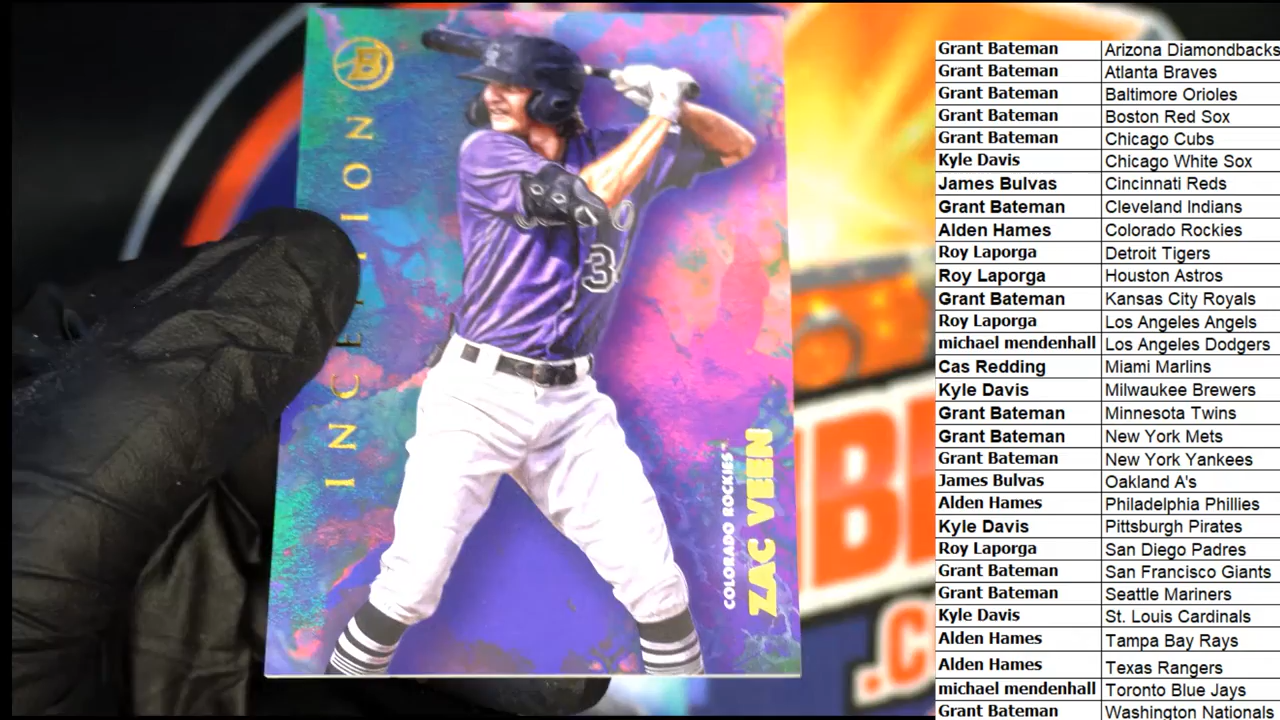 INCEPTION
B
3
COLORADO ROCKIES
ZAC VEEN
Grant Bateman Arizona Diamondbacks
Grant Bateman Atlanta Braves
Grant Bateman Baltimore Orioles
Grant Bateman Boston Red Sox
Grant Bateman Chicago Cubs
Kyle Davis Chicago White Sox
James Bulvas Cincinnati Reds
Grant Bateman Cleveland Indians
Alden Hames Colorado Rockies
Roy Laporga Detroit Tigers
Roy Laporga Houston Astros
Grant Bateman Kansas City Royals
Roy Laporga Los Angeles Angels
michael mendenhall Los Angeles Dodgers
Cas Redding Miami Marlins
Kyle Davis Milwaukee Brewers
Grant Bateman Minnesota Twins
Grant Bateman New York Mets
Grant Bateman New York Yankees
James Bulvas Oakland A's
Alden Hames Philadelphia Phillies
Kyle Davis Pittsburgh Pirates
Roy Laporga San Diego Padres
Grant Bateman San Francisco Giants
Grant Bateman Seattle Mariners
Kyle Davis St. Louis Cardinals
Alden Hames Tampa Bay Rays
Alden Hames Texas Rangers
michael mendenhall Toronto Blue Jays
Grant Bateman Washington Nationals